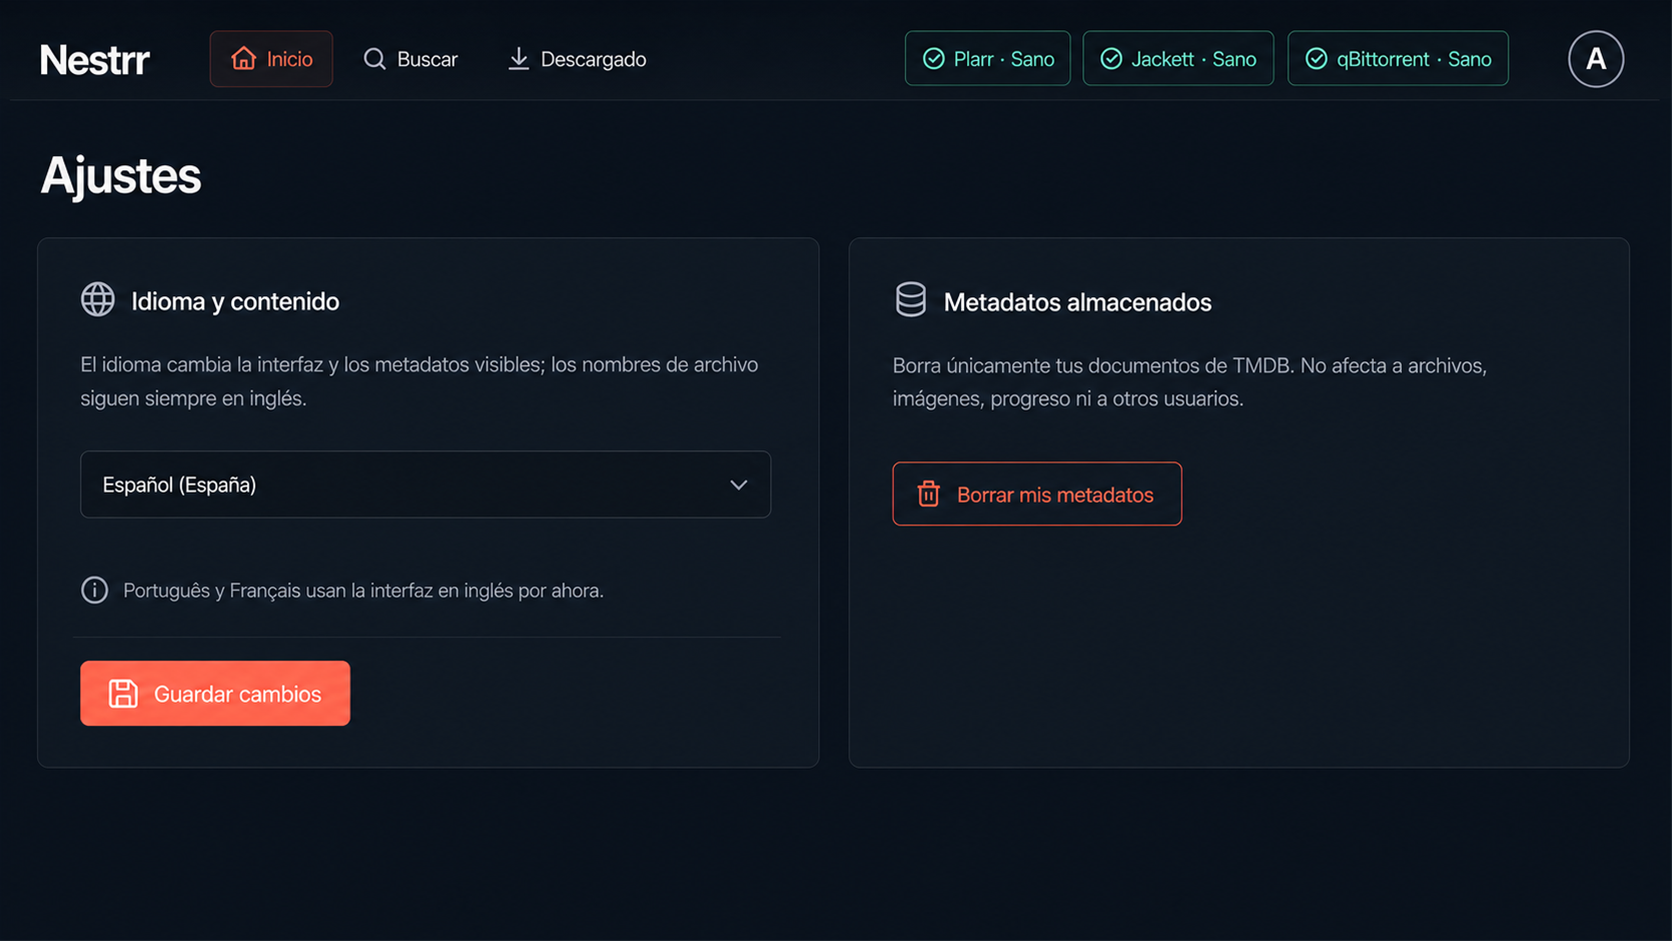 Nestrr
Inicio
Buscar
Descargado
Plarr · Sano
Jackett · Sano
qBittorrent · Sano
A
Ajustes
Idioma y contenido
El idioma cambia la interfaz y los metadatos visibles; los nombres de archivo
siguen siempre en inglés.
Español (España)
Português y Français usan la interfaz en inglés por ahora.
Guardar cambios
Metadatos almacenados
Borra únicamente tus documentos de TMDB. No afecta a archivos,
imágenes, progreso ni a otros usuarios.
Borrar mis metadatos